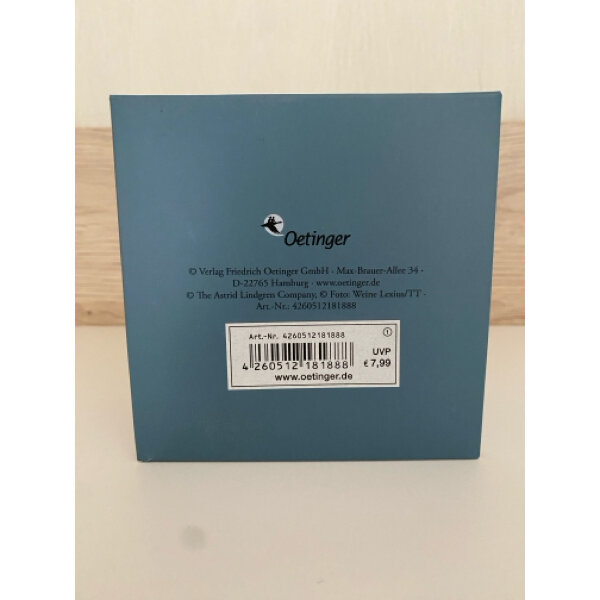 Oetinger
© Verlag Friedrich Oetinger GmbH · Max-Brauer-Allee 34 ·
D-22765 Hamburg · www.oetinger.de
© The Astrid Lindgren Company, © Foto: Weine Lexius/TT ·
Art.-Nr.: 4260512181888
Art.-Nr. 4260512181888 ①
4 260512 181888
UVP
€ 7,99
www.oetinger.de